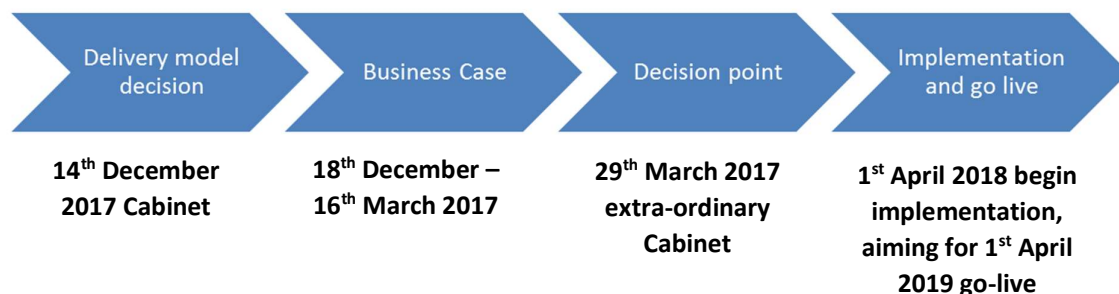 Delivery model
decision
Business Case
Decision point
Implementation
and go live
14th December
2017 Cabinet
18th December –
16th March 2017
29th March 2017
extra-ordinary
Cabinet
1st April 2018 begin
implementation,
aiming for 1st April
2019 go-live